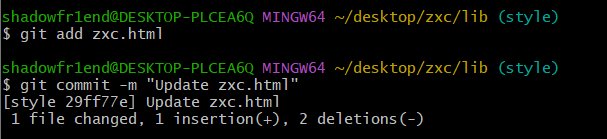 shadowfr1end@DESKTOP-PLCEA6Q MINGW64 ~/desktop/zxc/lib (style)
$ git add zxc.html
shadowfr1end@DESKTOP-PLCEA6Q MINGW64 ~/desktop/zxc/lib (style)
$ git commit -m "Update zxc.html"
[style 29ff77e] Update zxc.html
 1 file changed, 1 insertion(+), 2 deletions(-)